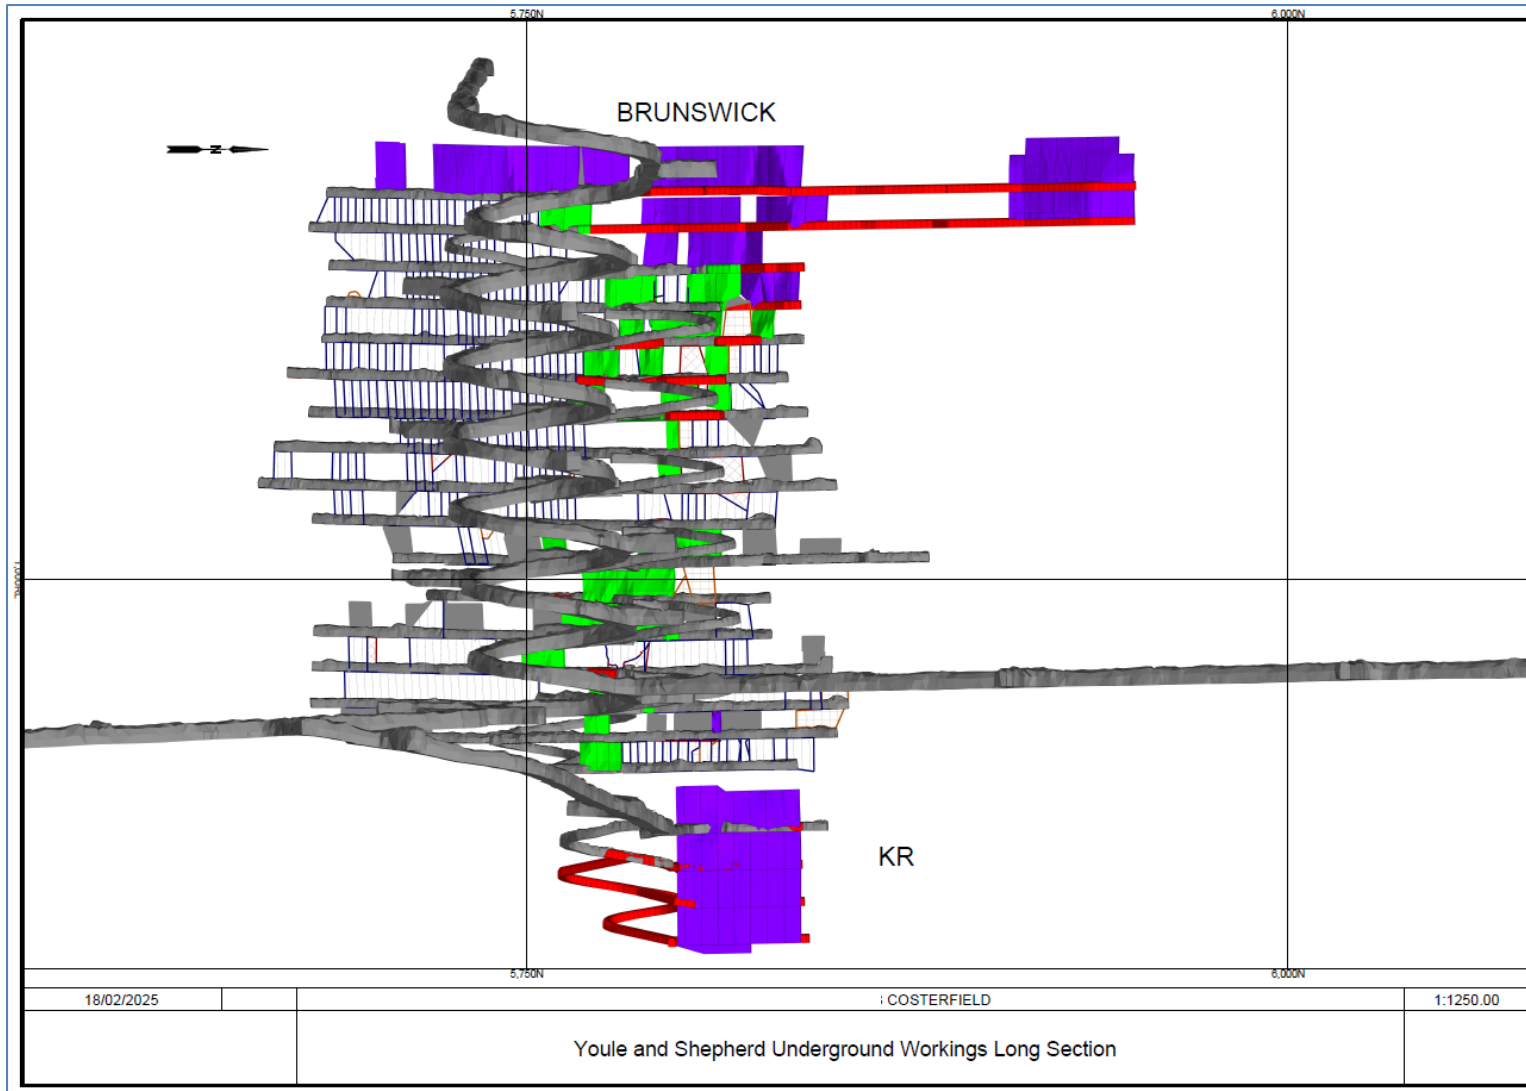 5,750N 6,000N
BRUNSWICK
N
KR
5,750N 6,000N
18/02/2025 COSTERFIELD 1:1250.00
Youle and Shepherd Underground Workings Long Section